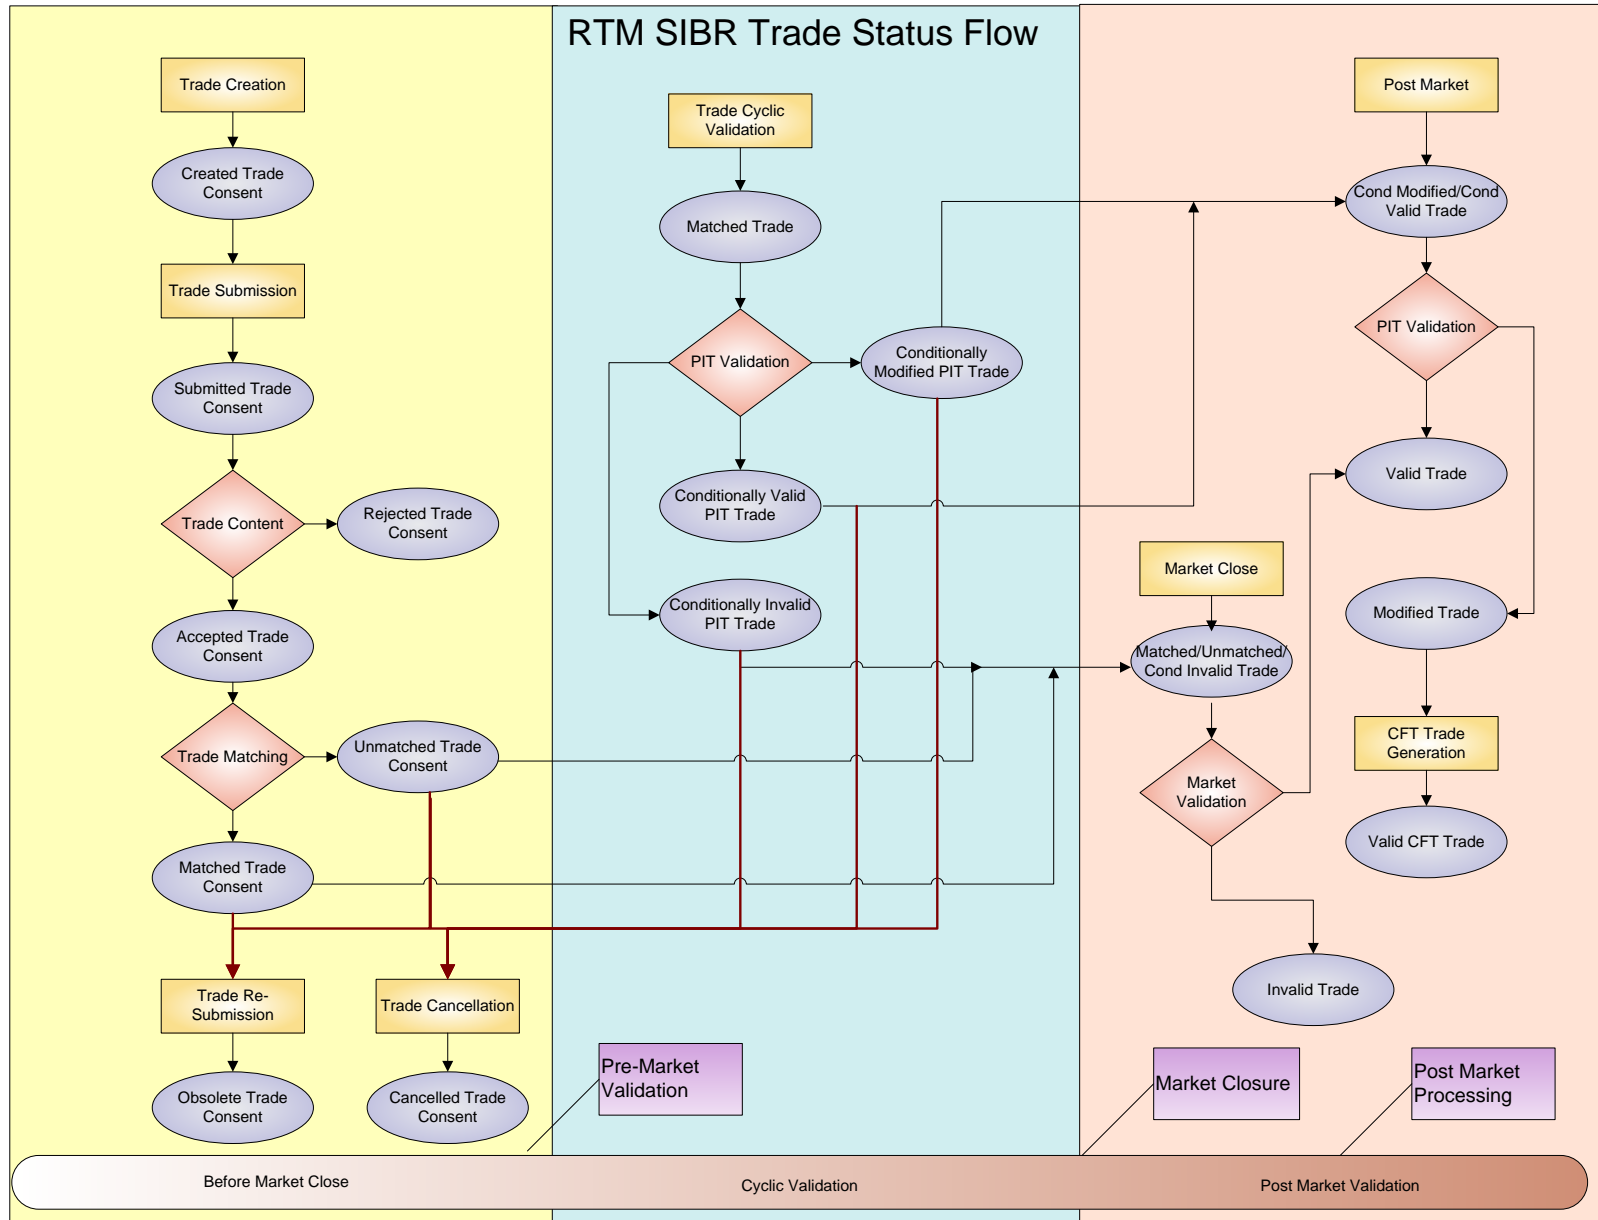 RTM SIBR Trade Status Flow
Trade Creation
Created Trade
Consent
Trade Submission
Submitted Trade
Consent
Trade Content
Rejected Trade
Consent
Accepted Trade
Consent
Trade Matching
Unmatched Trade
Consent
Matched Trade
Consent
Trade Re-
Submission
Trade Cancellation
Obsolete Trade
Consent
Cancelled Trade
Consent
Trade Cyclic
Validation
Matched Trade
PIT Validation
Conditionally
Modified PIT Trade
Conditionally Valid
PIT Trade
Conditionally Invalid
PIT Trade
Pre-Market
Validation
Post Market
Cond Modified/Cond
Valid Trade
PIT Validation
Valid Trade
Market Close
Matched/Unmatched/
Cond Invalid Trade
Modified Trade
Market
Validation
CFT Trade
Generation
Valid CFT Trade
Invalid Trade
Market Closure
Post Market
Processing
Before Market Close
Cyclic Validation
Post Market Validation